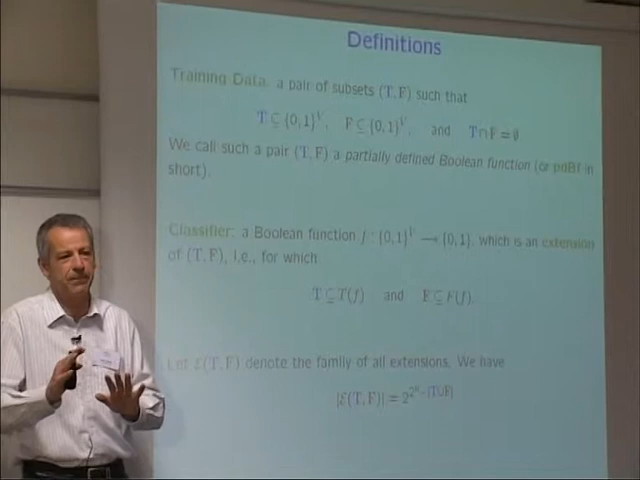 Definitions
Training Data: a pair of subsets (T, F) such that
T ⊆ {0,1}ⱽ, F ⊆ {0,1}ⱽ, and T ∩ F = ∅
We call such a pair (T, F) a partially defined Boolean function (or pdBf in
short).
Classifier: a Boolean function f : {0,1}ⱽ → {0,1}, which is an extension
of (T, F), i.e., for which
T ⊆ T(f) and F ⊆ F(f).
Let ℰ(T, F) denote the family of all extensions. We have
|ℰ(T, F)| =